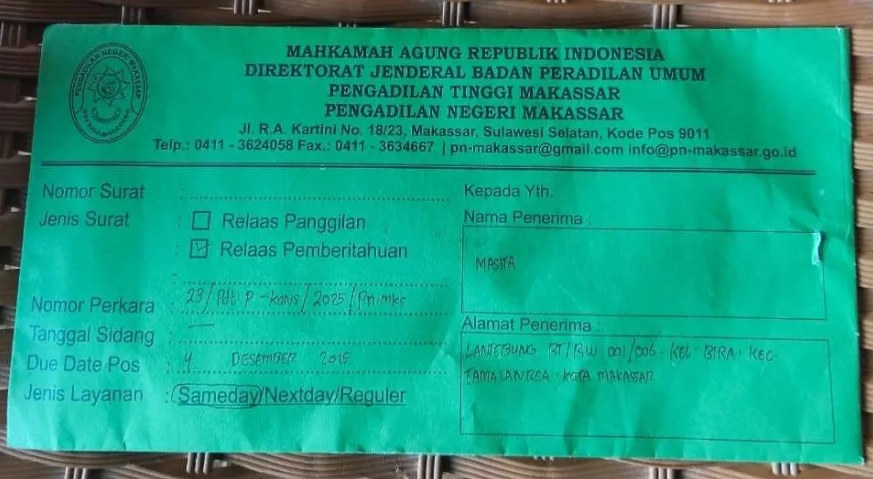 PENGADILAN NEGERI MAKASSAR
MAHKAMAH AGUNG REPUBLIK INDONESIA
DIREKTORAT JENDERAL BADAN PERADILAN UMUM
PENGADILAN TINGGI MAKASSAR
PENGADILAN NEGERI MAKASSAR
Jl. R.A. Kartini No. 18/23, Makassar, Sulawesi Selatan, Kode Pos 9011
Telp.: 0411 - 3624058 Fax.: 0411 - 3634667 | pn-makassar@gmail.com info@pn-makassar.go.id
Nomor Surat :
Jenis Surat : Relaas Panggilan
Relaas Pemberitahuan
Nomor Perkara : 23/Pdt P-Kons/2025/Pn.mks
Tanggal Sidang : —
Due Date Pos : 4 DESEMBER 2025
Jenis Layanan : Sameday/Nextday/Reguler
Kepada Yth.
Nama Penerima :
MASITA
Alamat Penerima :
LANTEBUNG RT/RW 001/006. KEL. BIRA. KEC.
TAMALANREA. KOTA MAKASSAR